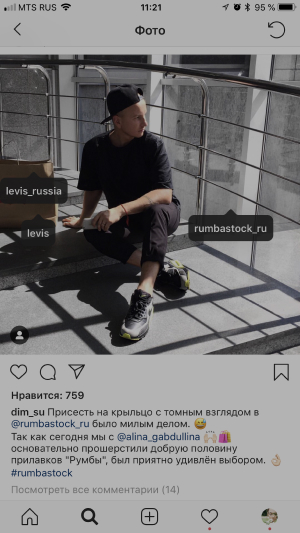 MTS RUS 11:21 95 %
Фото
levis_russia
levis
rumbastock_ru
Нравится: 759
dim_su Присесть на крыльцо с томным взглядом в
@rumbastock_ru было милым делом. 😅
Так как сегодня мы с @alina_gabdullina 🙌🏻🛍
основательно прошерстили добрую половину
прилавков "Румбы", был приятно удивлён выбором. 👌🏻
#rumbastock
Посмотреть все комментарии (14)